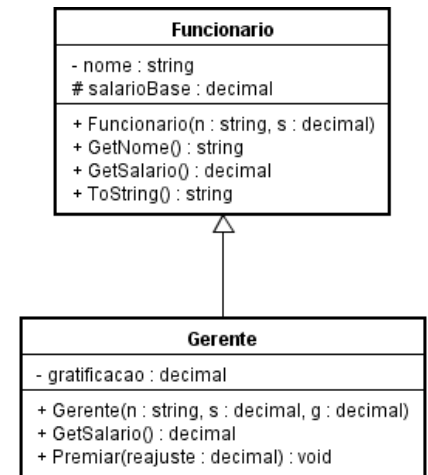 Funcionario
- nome : string
# salarioBase : decimal
+ Funcionario(n : string, s : decimal)
+ GetNome() : string
+ GetSalario() : decimal
+ ToString() : string
Gerente
- gratificacao : decimal
+ Gerente(n : string, s : decimal, g : decimal)
+ GetSalario() : decimal
+ Premiar(reajuste : decimal) : void